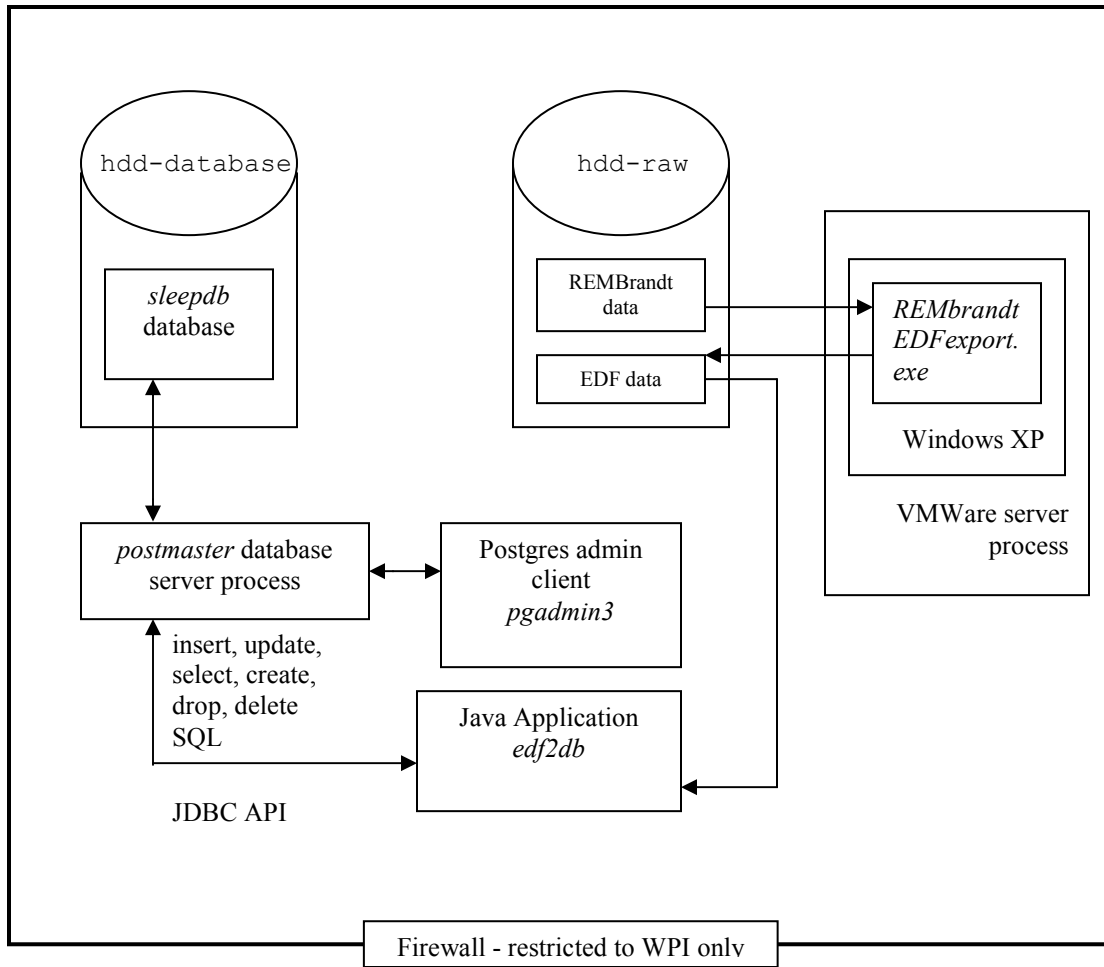 hdd-database
hdd-raw
sleepdb
database
REMBrandt
data
EDF data
REMbrandt
EDFexport.
exe
Windows XP
VMWare server
process
postmaster database
server process
Postgres admin
client
pgadmin3
insert, update,
select, create,
drop, delete
SQL
Java Application
edf2db
JDBC API
Firewall - restricted to WPI only